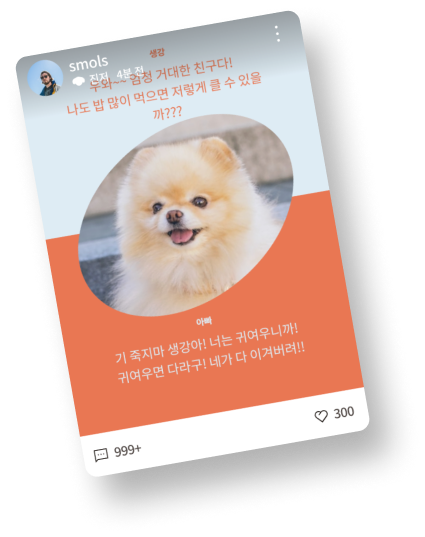 smols
진저 4분 전
생강
우와~~ 엄청 거대한 친구다!
나도 밥 많이 먹으면 저렇게 클 수 있을
까???
아빠
기 죽지마 생강아! 너는 귀여우니까!
귀여우면 다라구! 네가 다 이겨버려!!
999+
300